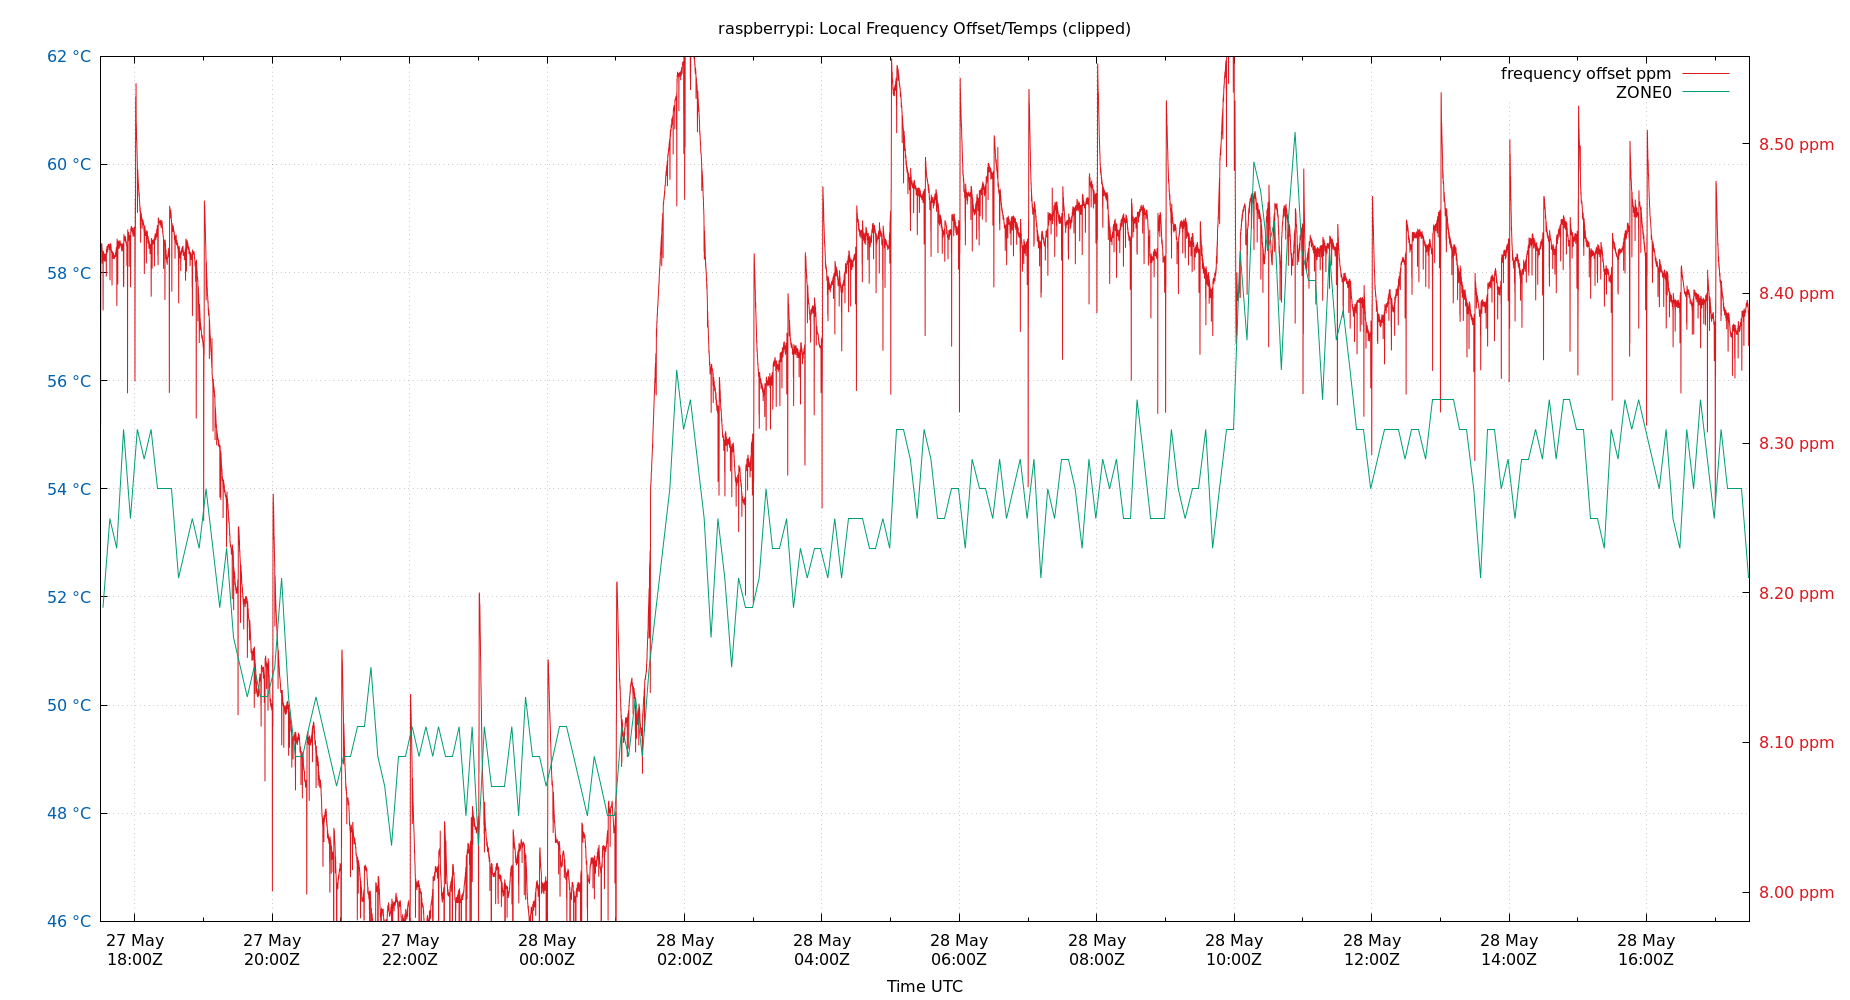 raspberrypi: Local Frequency Offset/Temps (clipped)
frequency offset ppm
ZONE0
62 °C
60 °C
58 °C
56 °C
54 °C
52 °C
50 °C
48 °C
46 °C
8.50 ppm
8.40 ppm
8.30 ppm
8.20 ppm
8.10 ppm
8.00 ppm
27 May 27 May 27 May 28 May 28 May 28 May 28 May 28 May 28 May 28 May 28 May 28 May
18:00Z 20:00Z 22:00Z 00:00Z 02:00Z 04:00Z 06:00Z 08:00Z 10:00Z 12:00Z 14:00Z 16:00Z
Time UTC